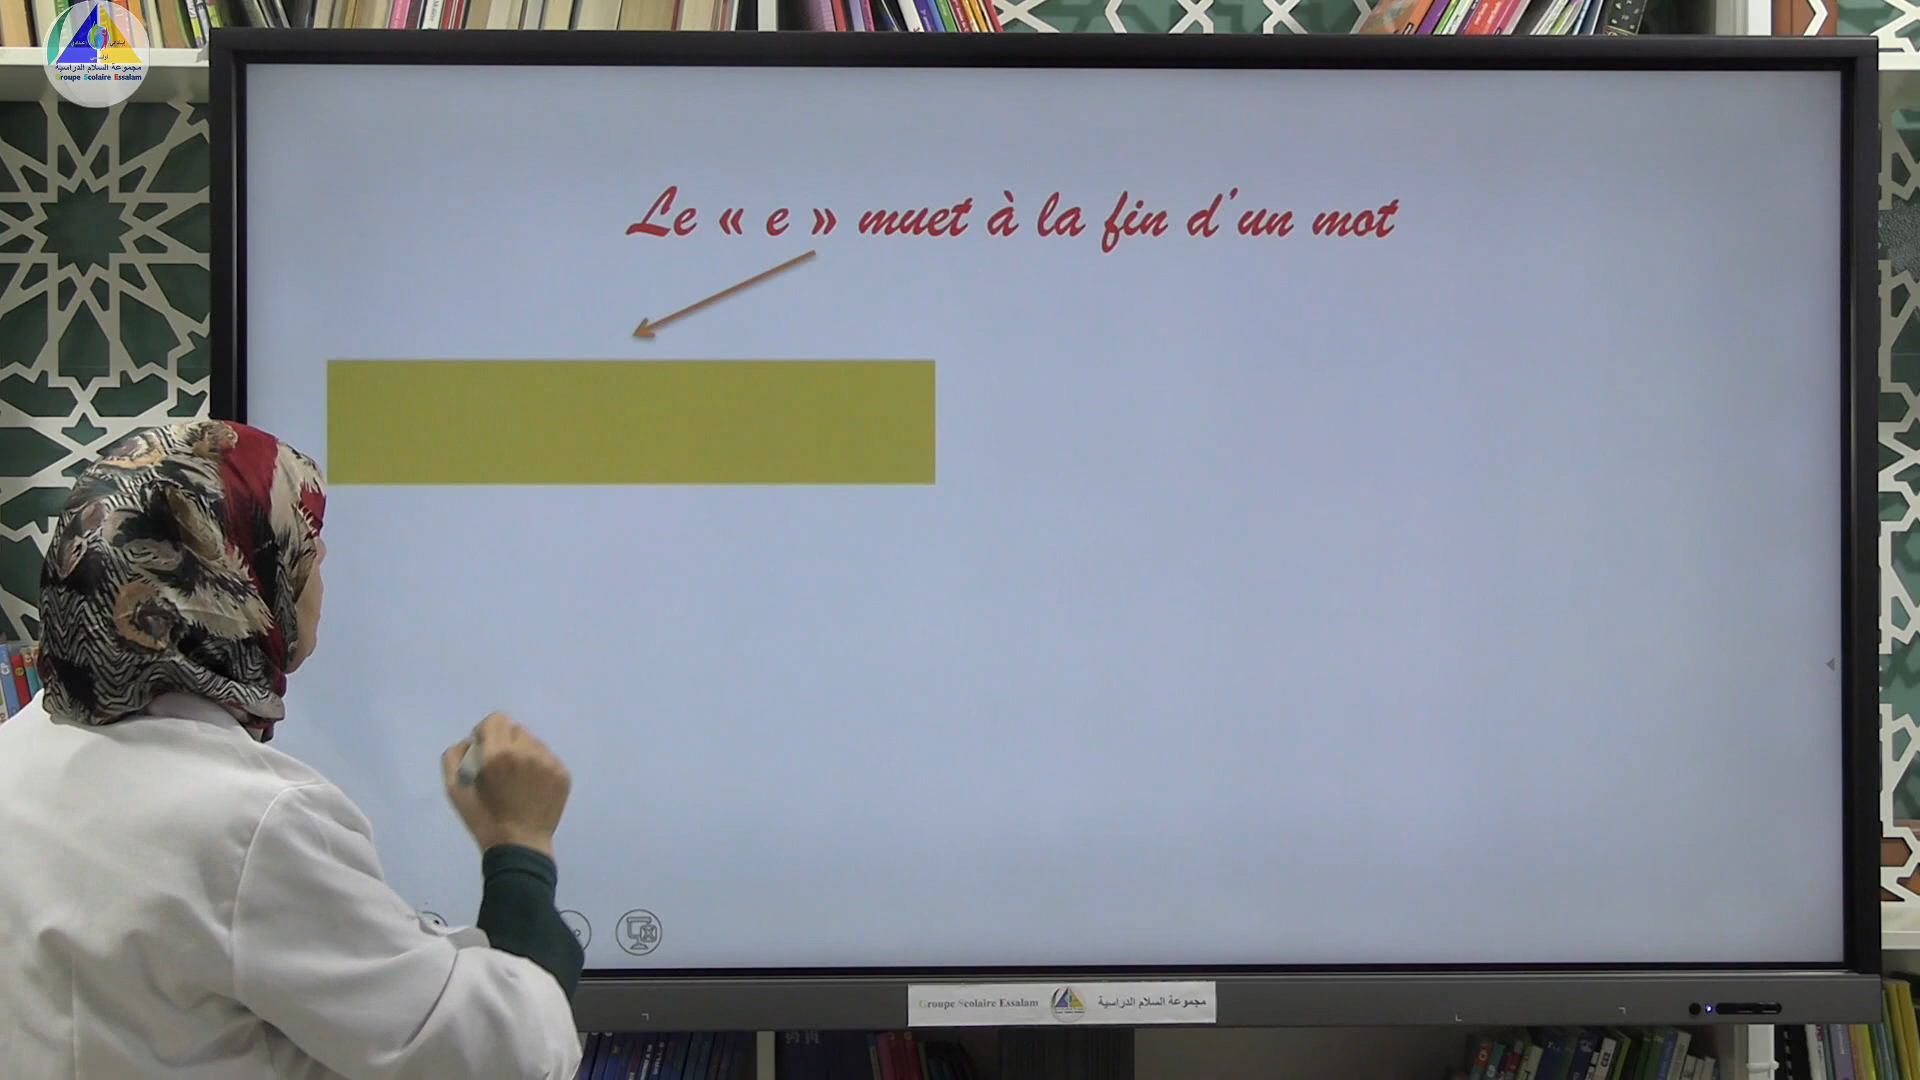 Le « e » muet à la fin d'un mot
مجموعة السلام الدراسية
Groupe Scolaire Essalam
Groupe Scolaire Essalam
مجموعة السلام الدراسية